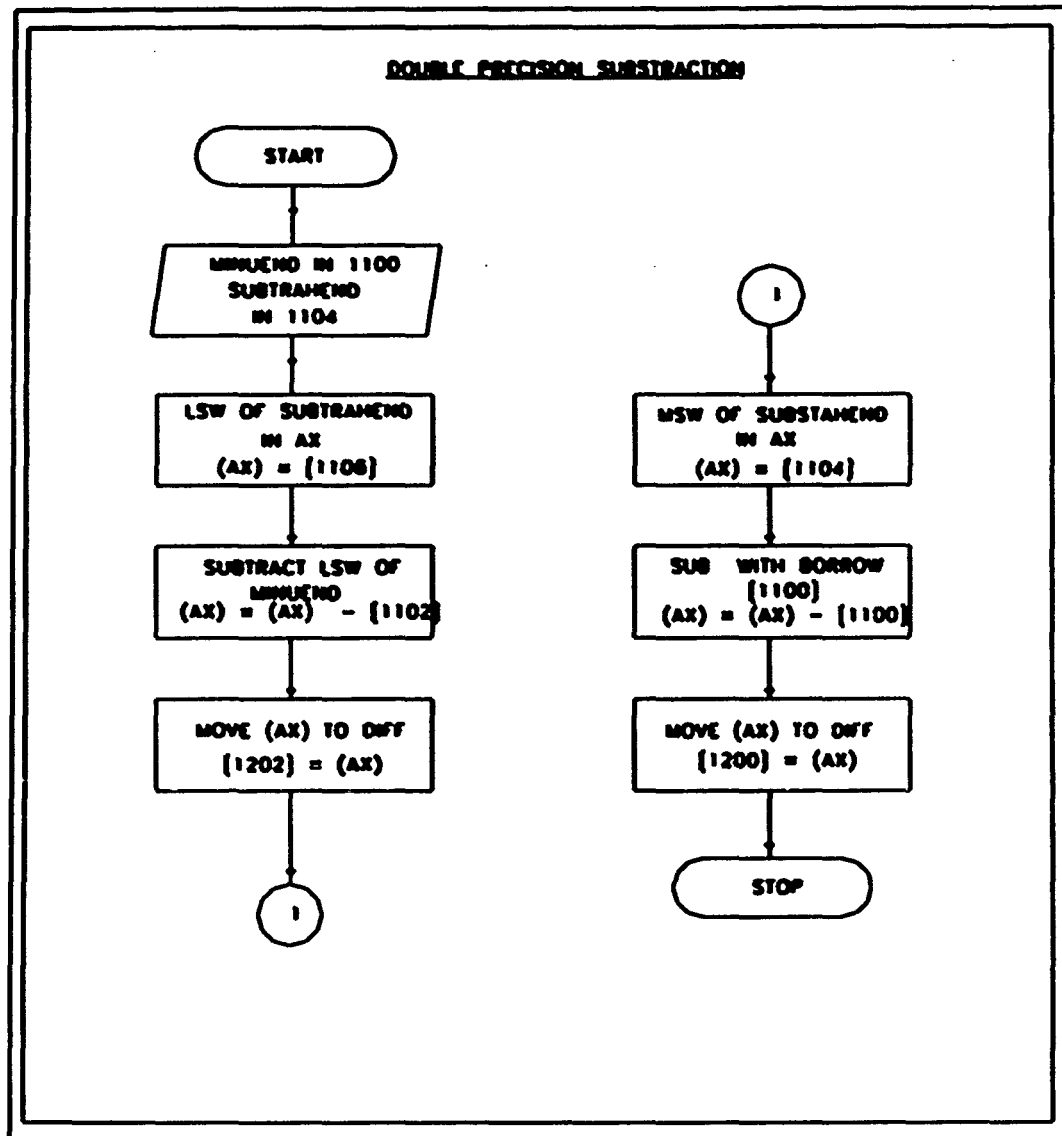 DOUBLE PRECISION SUBSTRACTION
START
MINUEND IN 1100
SUBTRAHEND
IN 1104
LSW OF SUBTRAHEND
IN AX
(AX) = [1106]
SUBTRACT LSW OF
MINUEND
(AX) = (AX) - [1102]
MOVE (AX) TO DIFF
[1202] = (AX)
1
1
MSW OF SUBSTAHEND
IN AX
(AX) = [1104]
SUB WITH BORROW
[1100]
(AX) = (AX) - [1100]
MOVE (AX) TO DIFF
[1200] = (AX)
STOP